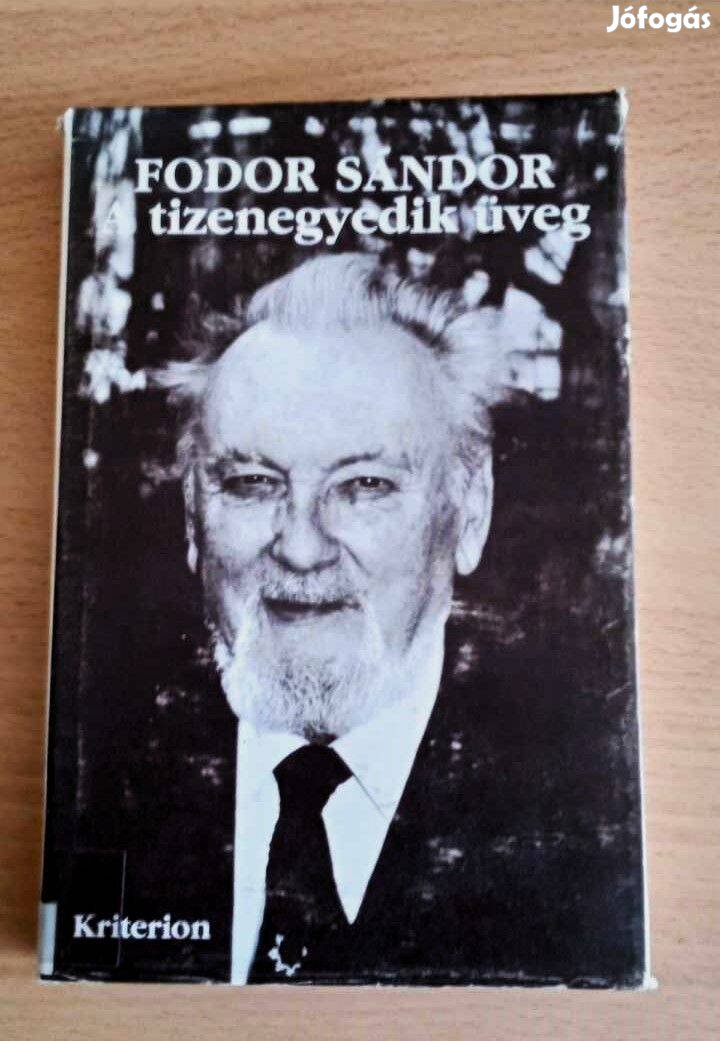 Jófogás
FODOR SÁNDOR
A tizenegyedik üveg
Kriterion